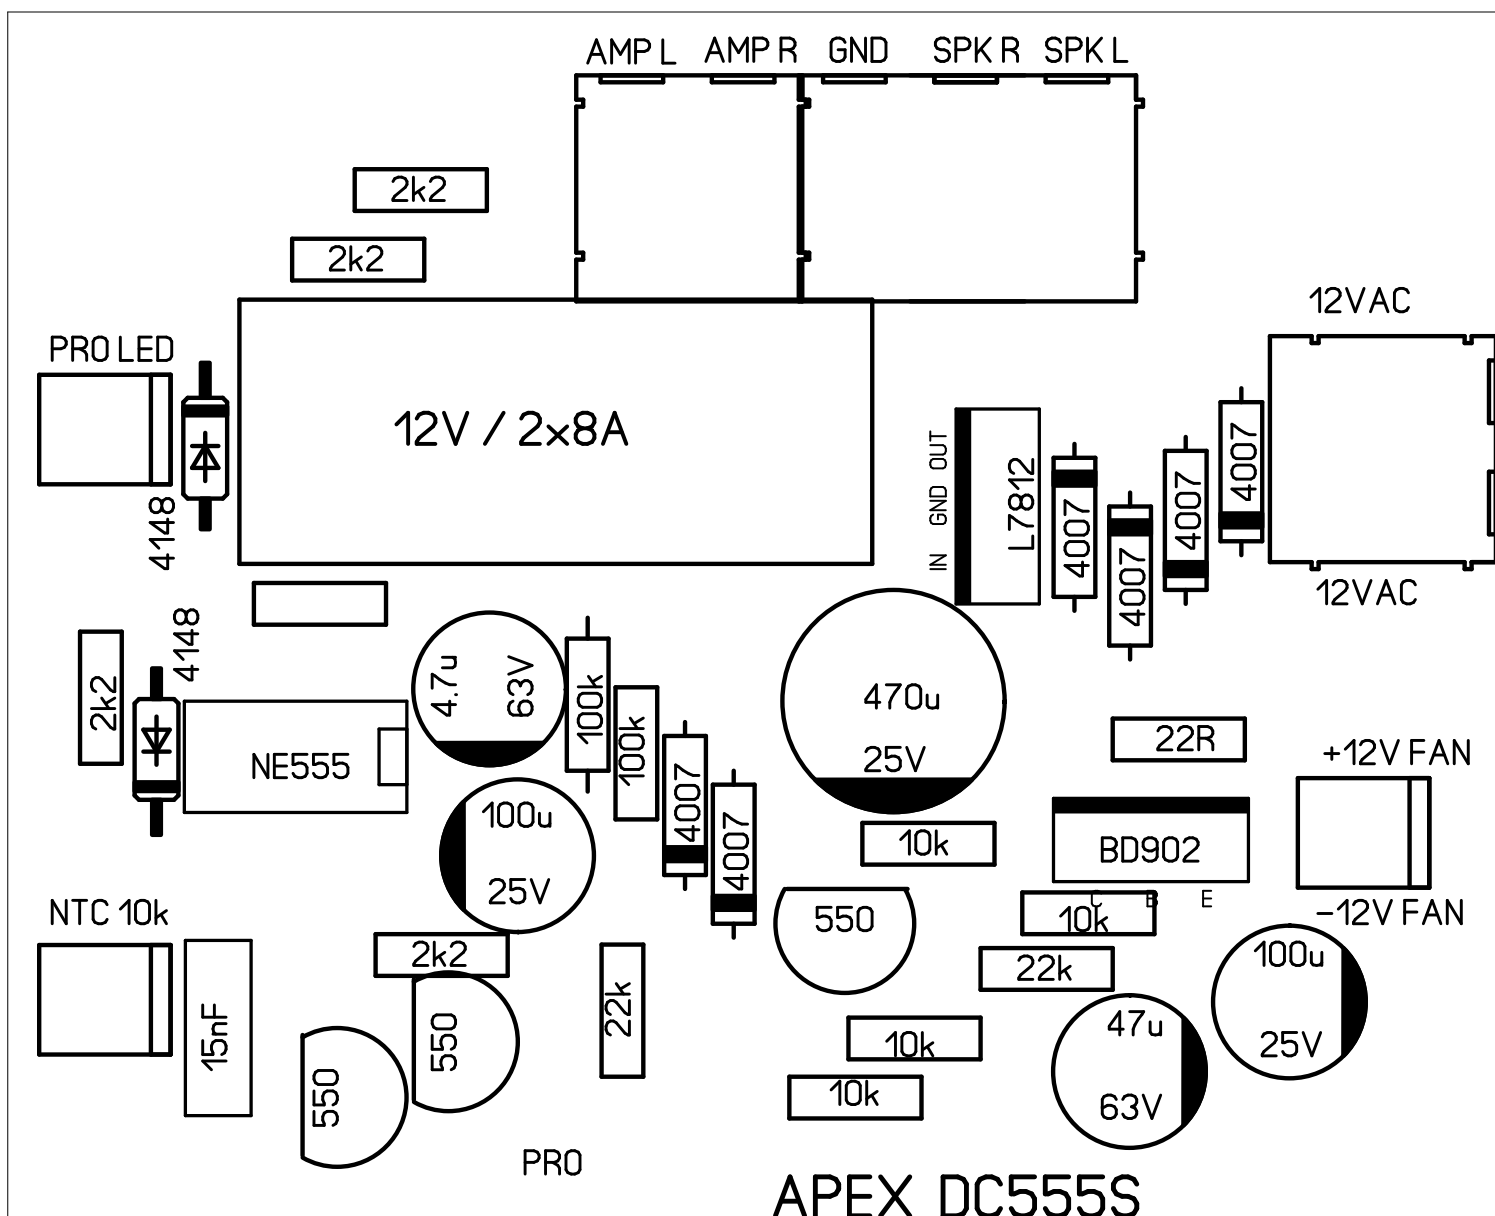 AMP L
AMP R
GND
SPK R
SPK L
2k2
2k2
12VAC
PRO LED
12V / 2x8A
4148
IN GND OUT
L7812
4007
4007
4007
4007
12VAC
4148
2k2
4.7u
63V
100k
100k
470u
25V
22R
+12V FAN
NE555
4007
4007
100u
25V
10k
BD902
C B E
-12V FAN
NTC 10k
550
10k
2k2
22k
100u
25V
15nF
550
550
22k
10k
47u
63V
10k
PRO
APEX DC555S